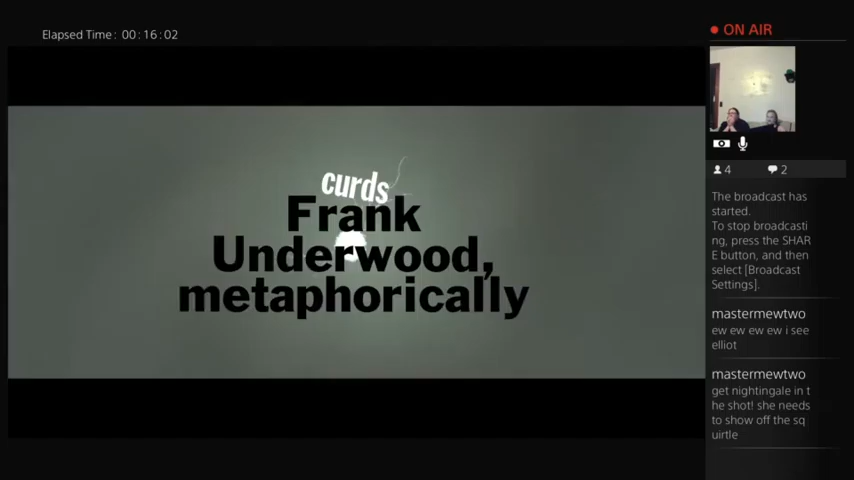 Elapsed Time: 00:16:02
ON AIR
curds
Frank
Underwood,
metaphorically
4
2
The broadcast has
started.
To stop broadcasti
ng, press the SHAR
E button, and then
select [Broadcast
Settings].
mastermewtwo
ew ew ew ew i see
elliot
mastermewtwo
get nightingale in t
he shot! she needs
to show off the sq
uirtle